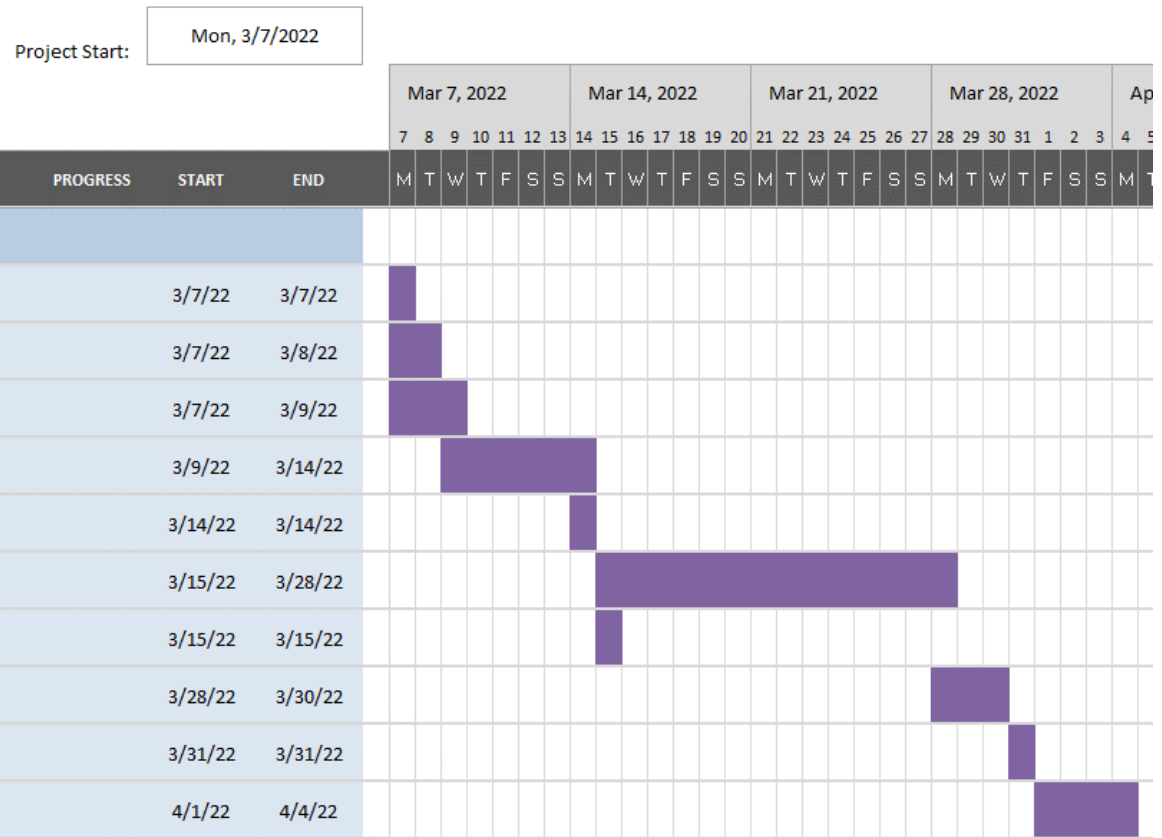 Project Start: Mon, 3/7/2022
Mar 7, 2022 Mar 14, 2022 Mar 21, 2022 Mar 28, 2022
7 8 9 10 11 12 13 14 15 16 17 18 19 20 21 22 23 24 25 26 27 28 29 30 31 1 2 3 4 5
PROGRESS START END M T W T F S S M T W T F S S M T W T F S S M T W T F S S M T
3/7/22 3/7/22
3/7/22 3/8/22
3/7/22 3/9/22
3/9/22 3/14/22
3/14/22 3/14/22
3/15/22 3/28/22
3/15/22 3/15/22
3/28/22 3/30/22
3/31/22 3/31/22
4/1/22 4/4/22